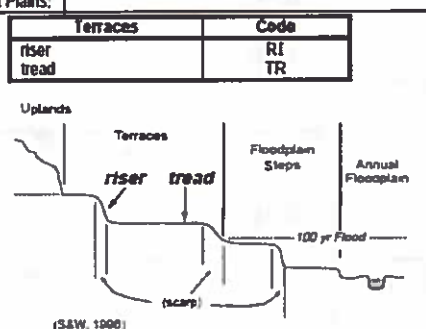 Plains;
Terraces Code
riser RI
tread TR
Uplands
Terraces
Floodplain
Steps
Annual
Floodplain
riser tread
100 yr Flood
(scarp)
(S&W, 1996)